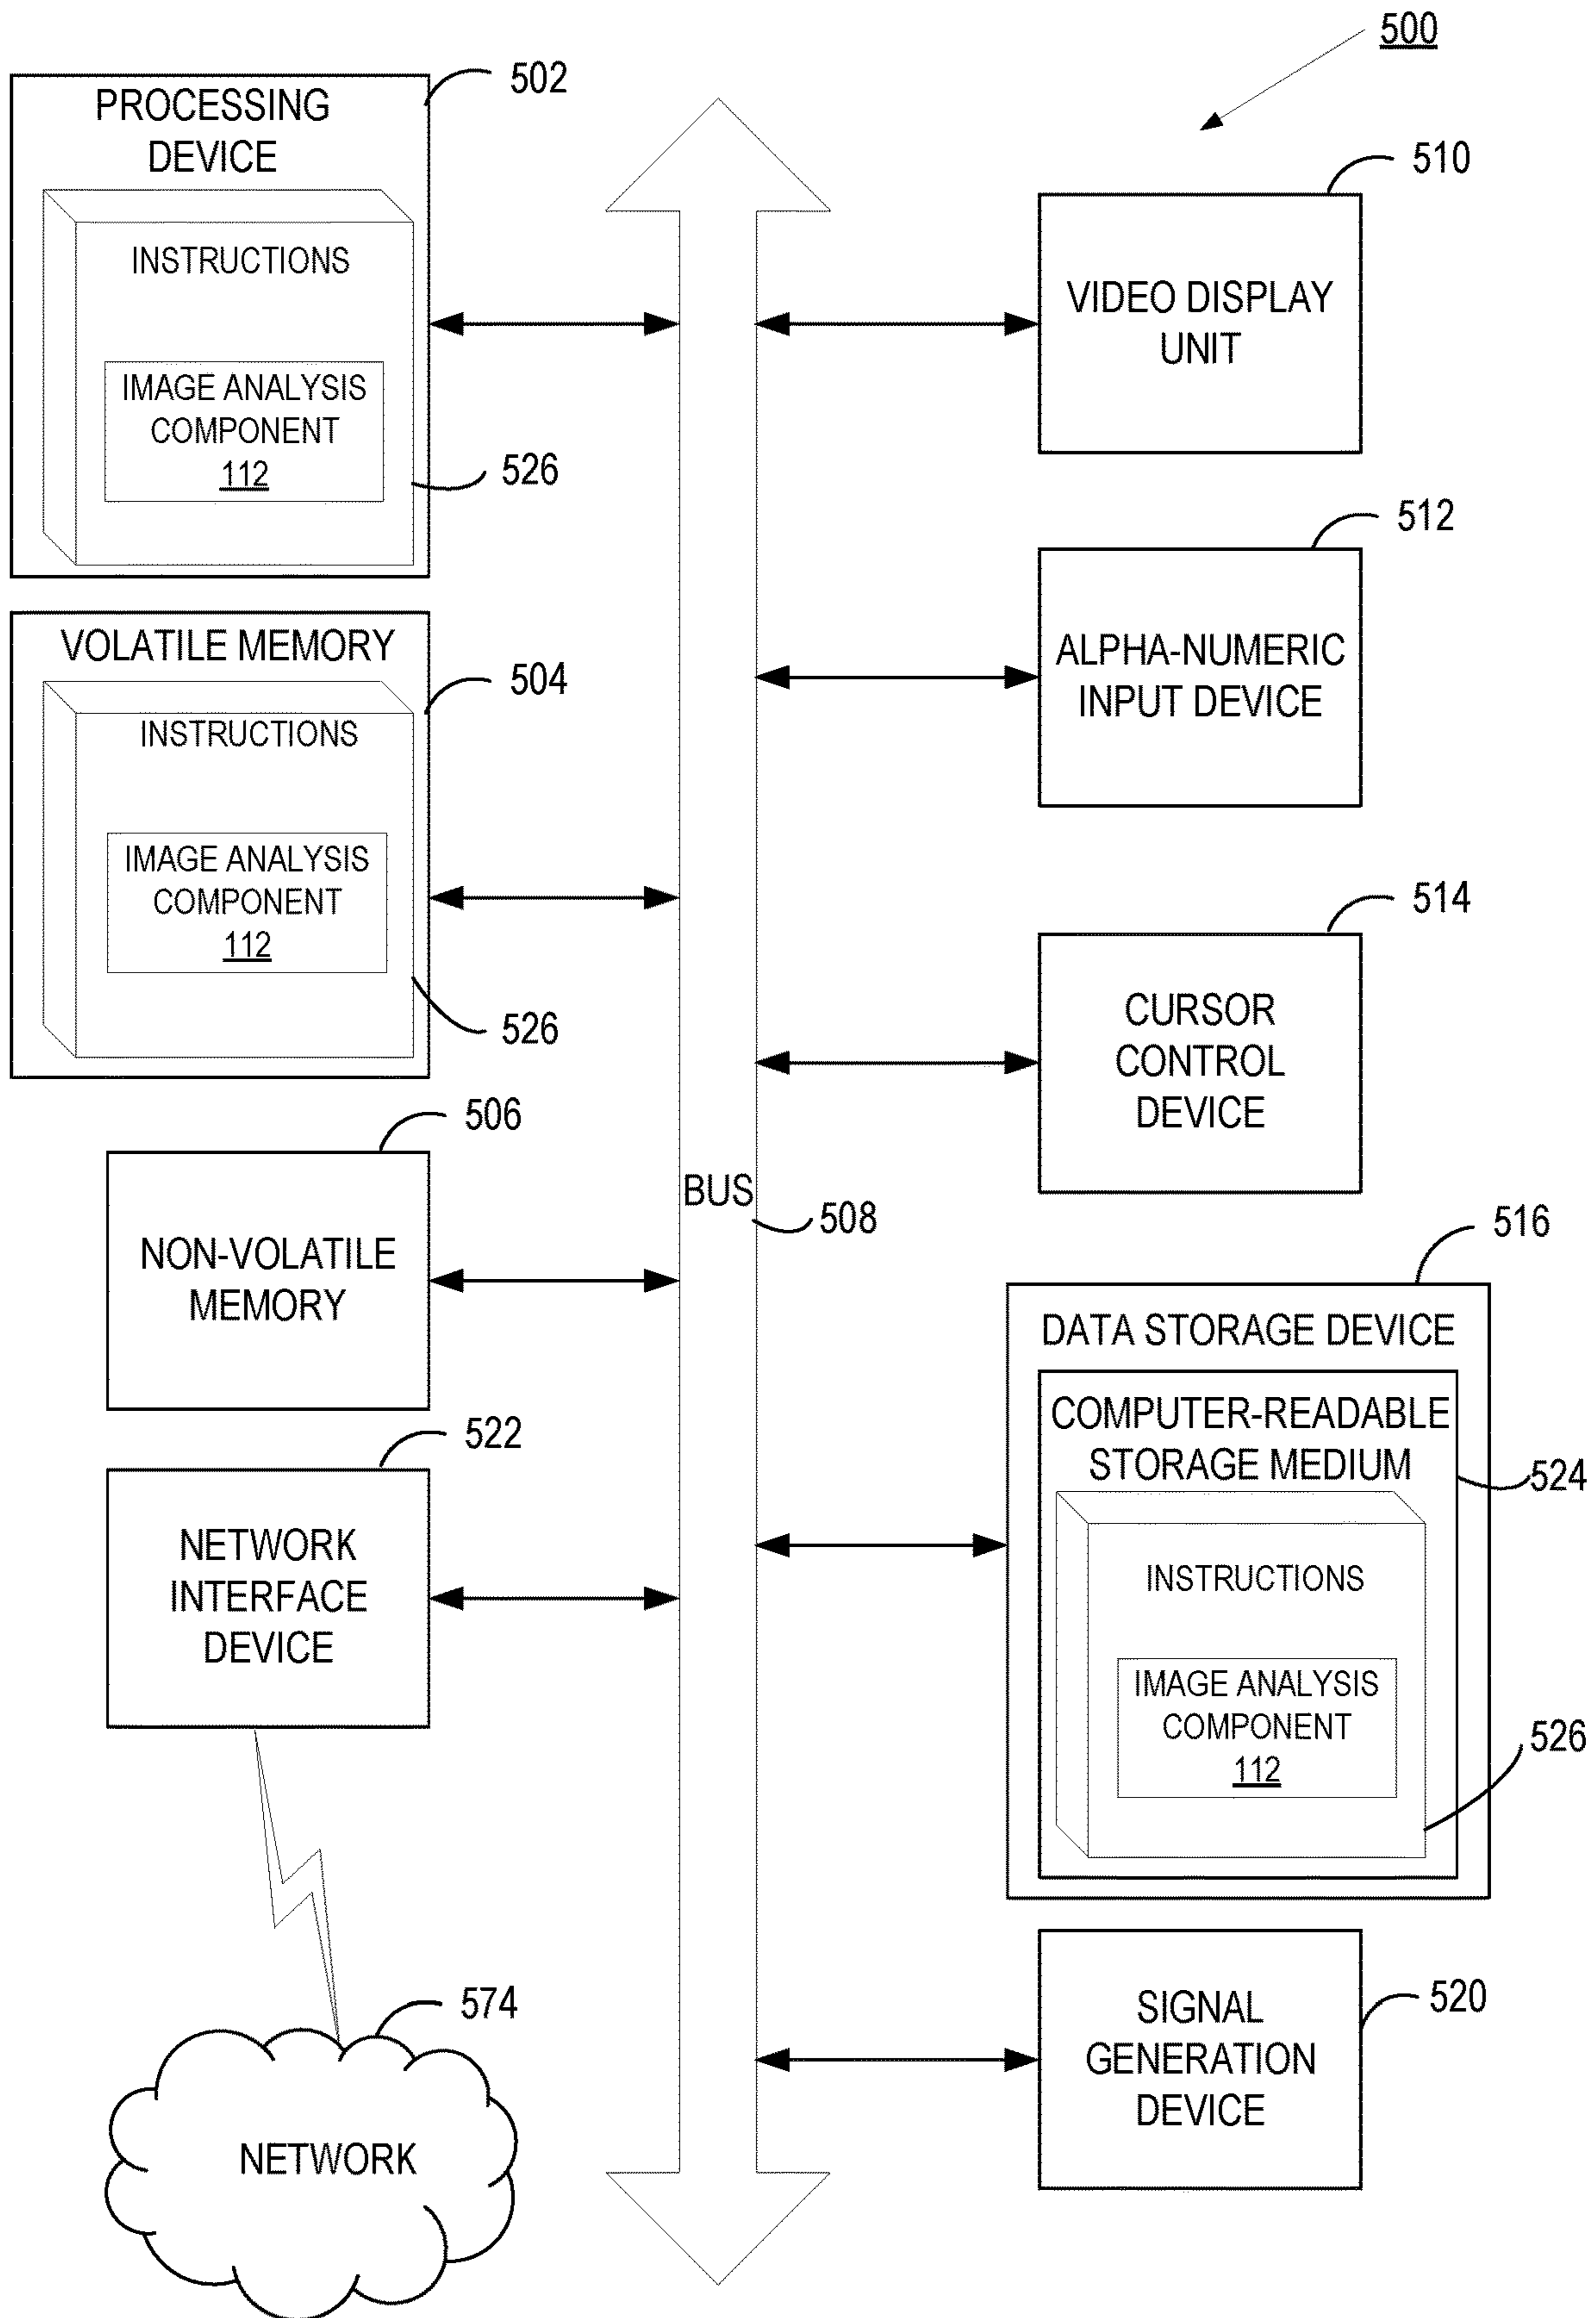 500
502
PROCESSING
DEVICE
INSTRUCTIONS
IMAGE ANALYSIS
COMPONENT
112
526
VOLATILE MEMORY
504
INSTRUCTIONS
IMAGE ANALYSIS
COMPONENT
112
526
506
NON-VOLATILE
MEMORY
522
NETWORK
INTERFACE
DEVICE
574
NETWORK
BUS
508
510
VIDEO DISPLAY
UNIT
512
ALPHA-NUMERIC
INPUT DEVICE
514
CURSOR
CONTROL
DEVICE
516
DATA STORAGE DEVICE
COMPUTER-READABLE
STORAGE MEDIUM
524
INSTRUCTIONS
IMAGE ANALYSIS
COMPONENT
112
526
SIGNAL
GENERATION
DEVICE
520